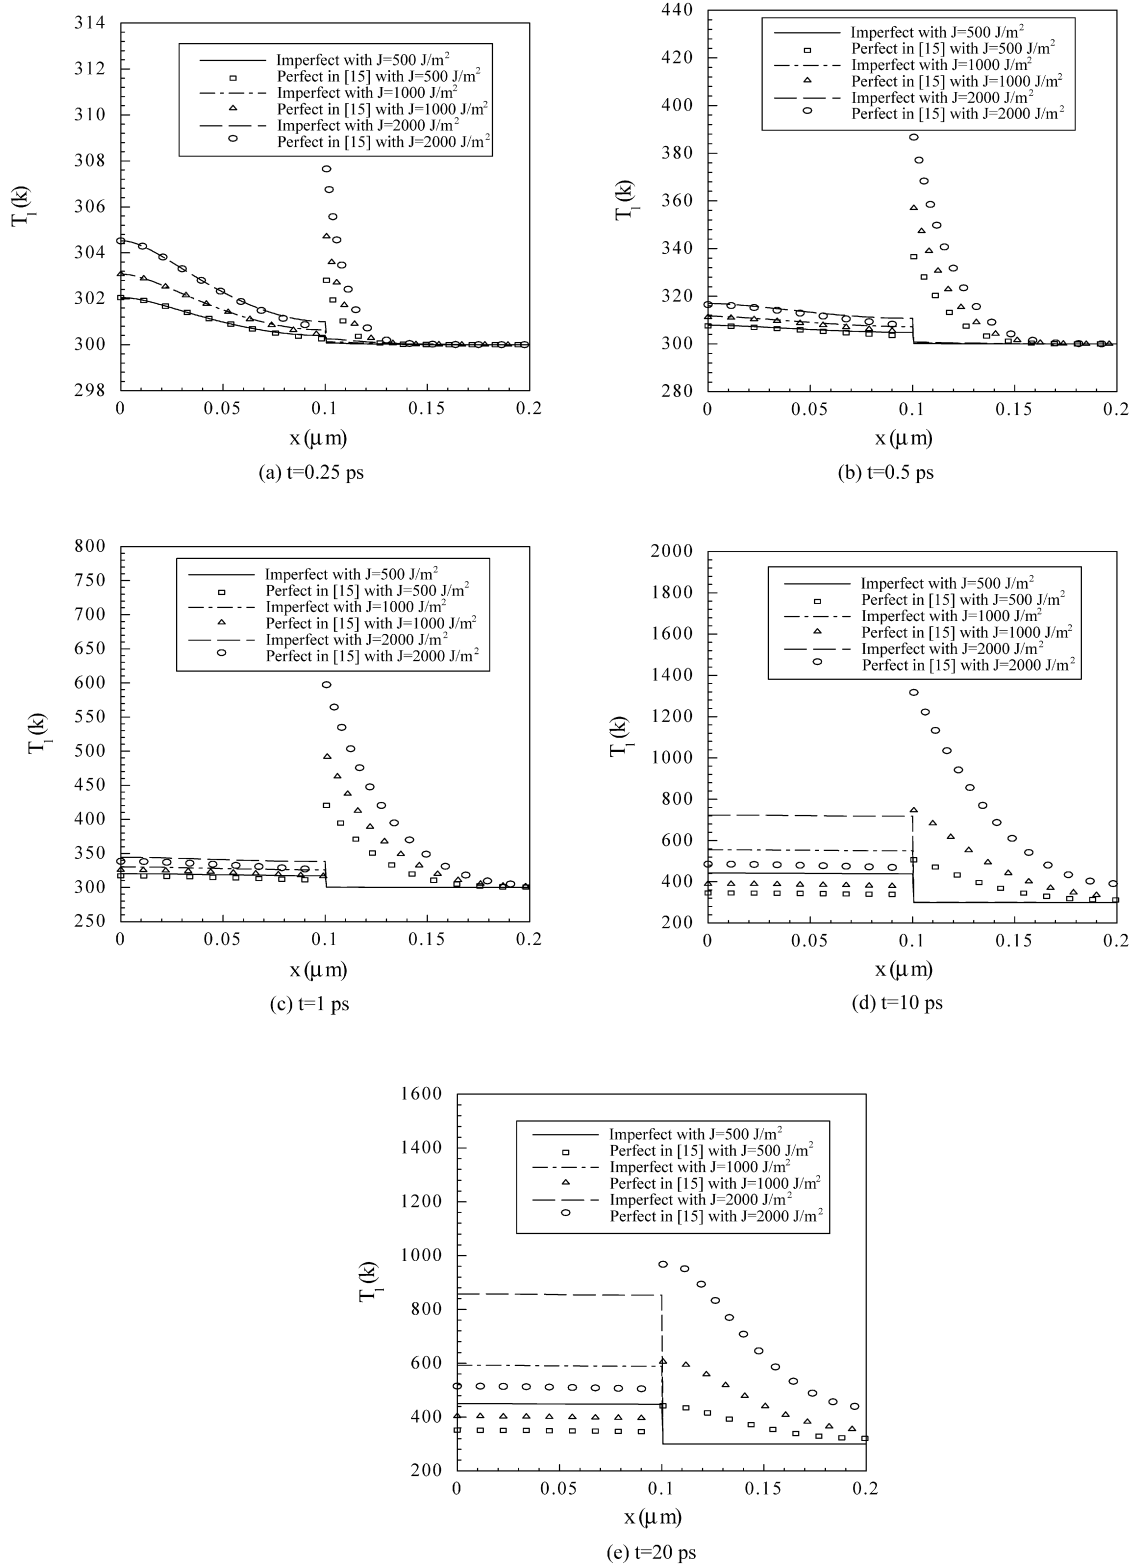 314
312
310
308
306
304
302
300
298
T_l (k)
Imperfect with J=500 J/m²
Perfect in [15] with J=500 J/m²
Imperfect with J=1000 J/m²
Perfect in [15] with J=1000 J/m²
Imperfect with J=2000 J/m²
Perfect in [15] with J=2000 J/m²
0 0.05 0.1 0.15 0.2
x (μ m)
(a) t=0.25 ps
440
420
400
380
360
340
320
300
280
T_l (k)
Imperfect with J=500 J/m²
Perfect in [15] with J=500 J/m²
Imperfect with J=1000 J/m²
Perfect in [15] with J=1000 J/m²
Imperfect with J=2000 J/m²
Perfect in [15] with J=2000 J/m²
0 0.05 0.1 0.15 0.2
x (μ m)
(b) t=0.5 ps
800
750
700
650
600
550
500
450
400
350
300
250
T_l (k)
Imperfect with J=500 J/m²
Perfect in [15] with J=500 J/m²
Imperfect with J=1000 J/m²
Perfect in [15] with J=1000 J/m²
Imperfect with J=2000 J/m²
Perfect in [15] with J=2000 J/m²
0 0.05 0.1 0.15 0.2
x (μ m)
(c) t=1 ps
2000
1800
1600
1400
1200
1000
800
600
400
200
T_l (k)
Imperfect with J=500 J/m²
Perfect in [15] with J=500 J/m²
Imperfect with J=1000 J/m²
Perfect in [15] with J=1000 J/m²
Imperfect with J=2000 J/m²
Perfect in [15] with J=2000 J/m²
0 0.05 0.1 0.15 0.2
x (μ m)
(d) t=10 ps
1600
1400
1200
1000
800
600
400
200
T_l (k)
Imperfect with J=500 J/m²
Perfect in [15] with J=500 J/m²
Imperfect with J=1000 J/m²
Perfect in [15] with J=1000 J/m²
Imperfect with J=2000 J/m²
Perfect in [15] with J=2000 J/m²
0 0.05 0.1 0.15 0.2
x (μ m)
(e) t=20 ps